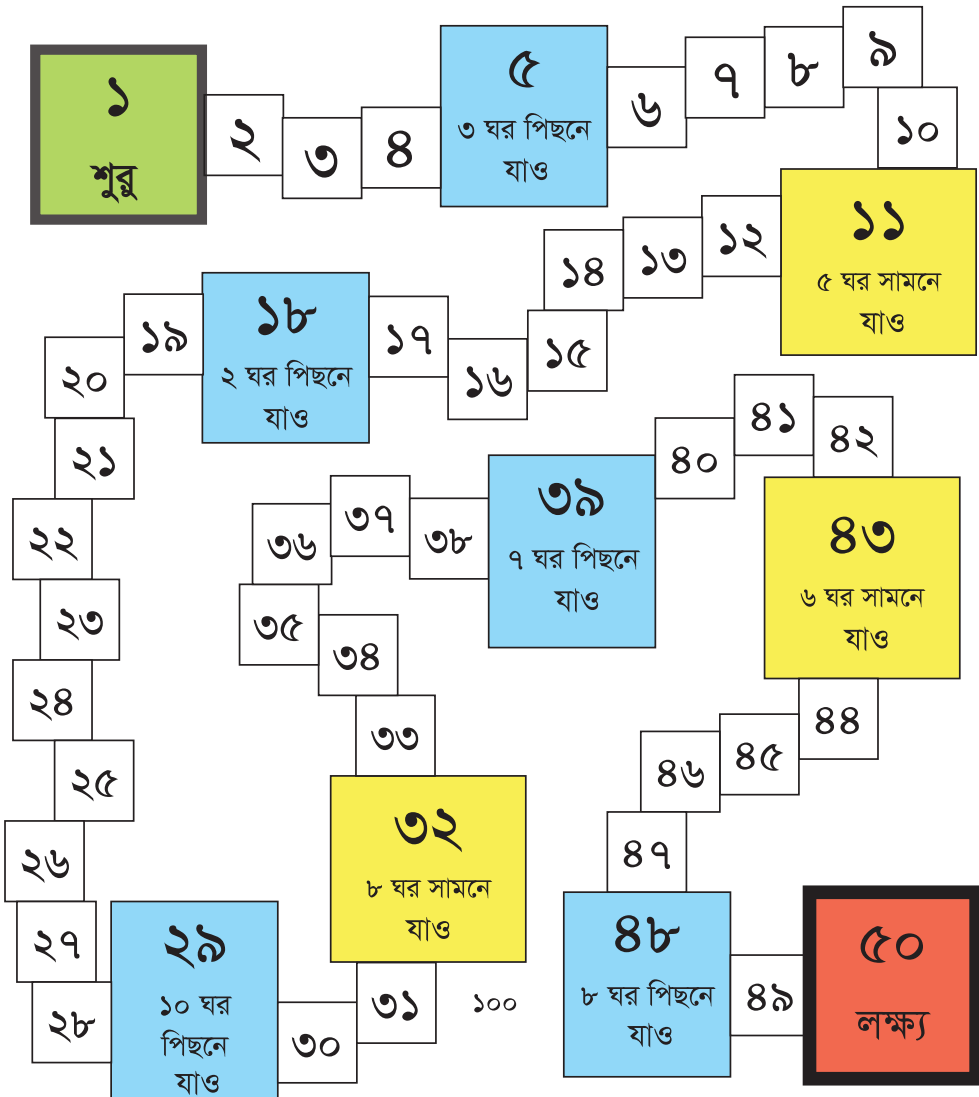 ১
শুরু
২
৩
৪
৫
৩ ঘর পিছনে
যাও
৬
৭
৮
৯
১০
১১
৫ ঘর সামনে
যাও
১২
১৩
১৪
১৫
১৬
১৭
১৮
২ ঘর পিছনে
যাও
১৯
২০
২১
২২
২৩
২৪
২৫
২৬
২৭
২৮
২৯
১০ ঘর
পিছনে
যাও
৩০
৩১
৩২
৮ ঘর সামনে
যাও
৩৩
৩৪
৩৫
৩৬
৩৭
৩৮
৩৯
৭ ঘর পিছনে
যাও
৪০
৪১
৪২
৪৩
৬ ঘর সামনে
যাও
৪৪
৪৫
৪৬
৪৭
৪৮
৮ ঘর পিছনে
যাও
৪৯
৫০
লক্ষ্য
১০০